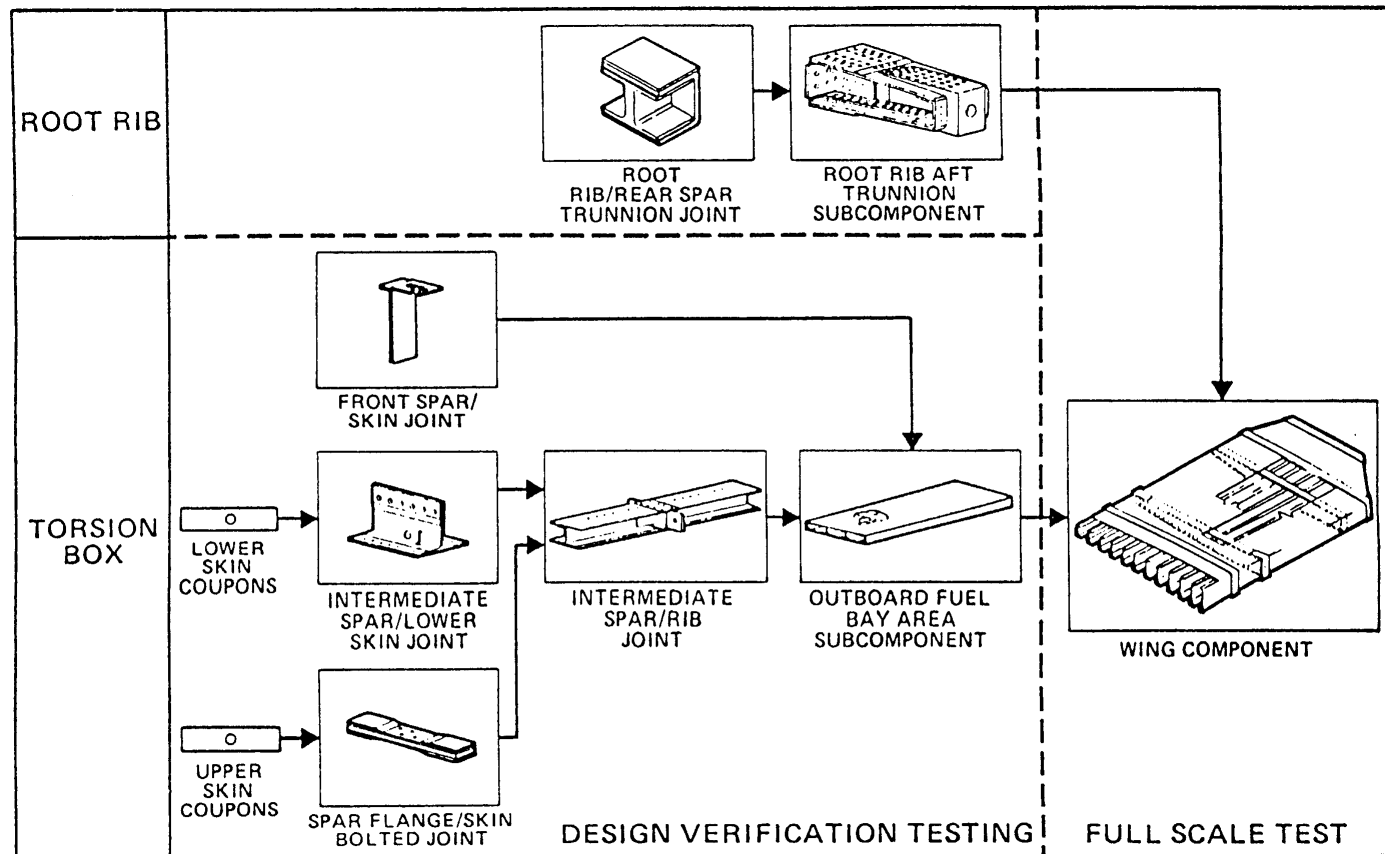 ROOT RIB
ROOT
RIB/REAR SPAR
TRUNNION JOINT
ROOT RIB AFT
TRUNNION
SUBCOMPONENT
TORSION
BOX
FRONT SPAR/
SKIN JOINT
LOWER
SKIN
COUPONS
INTERMEDIATE
SPAR/LOWER
SKIN JOINT
INTERMEDIATE
SPAR/RIB
JOINT
OUTBOARD FUEL
BAY AREA
SUBCOMPONENT
WING COMPONENT
UPPER
SKIN
COUPONS
SPAR FLANGE/SKIN
BOLTED JOINT
DESIGN VERIFICATION TESTING
FULL SCALE TEST